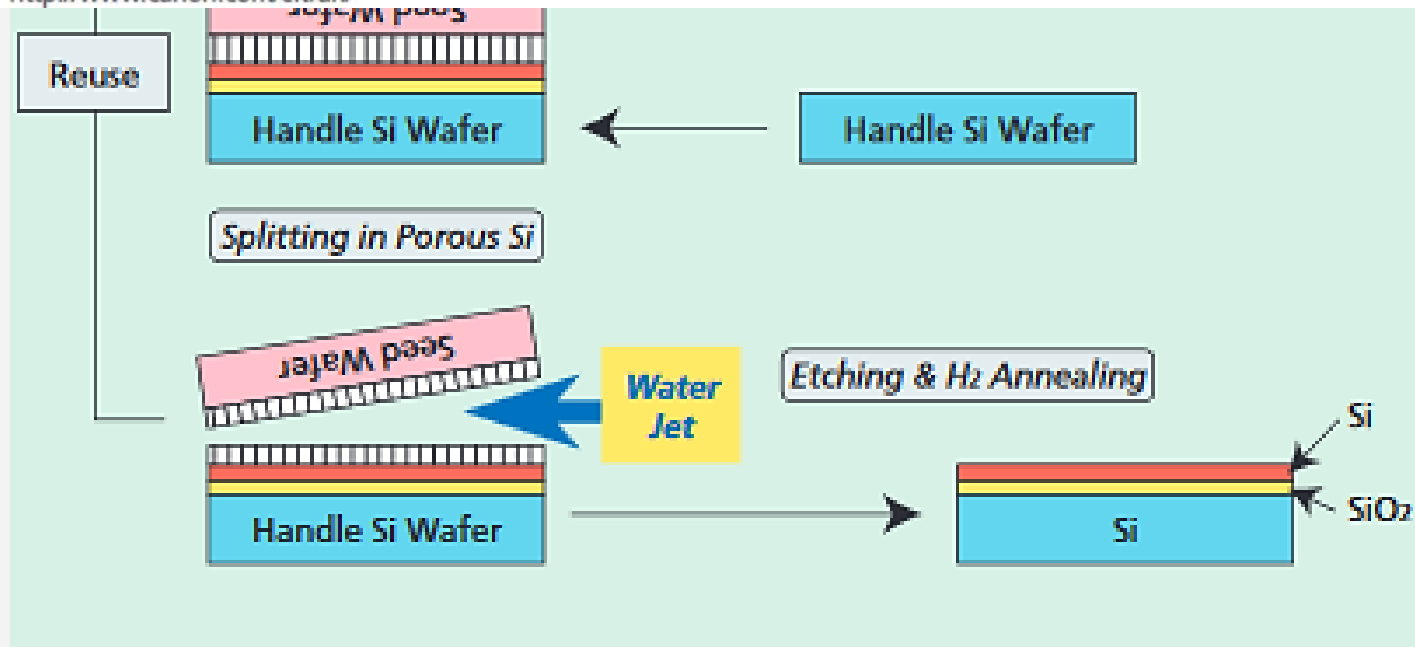 Seed Wafer
Reuse
Handle Si Wafer
Handle Si Wafer
Splitting in Porous Si
Seed Wafer
Water
Jet
Etching & H2 Annealing
Si
SiO2
Handle Si Wafer
Si